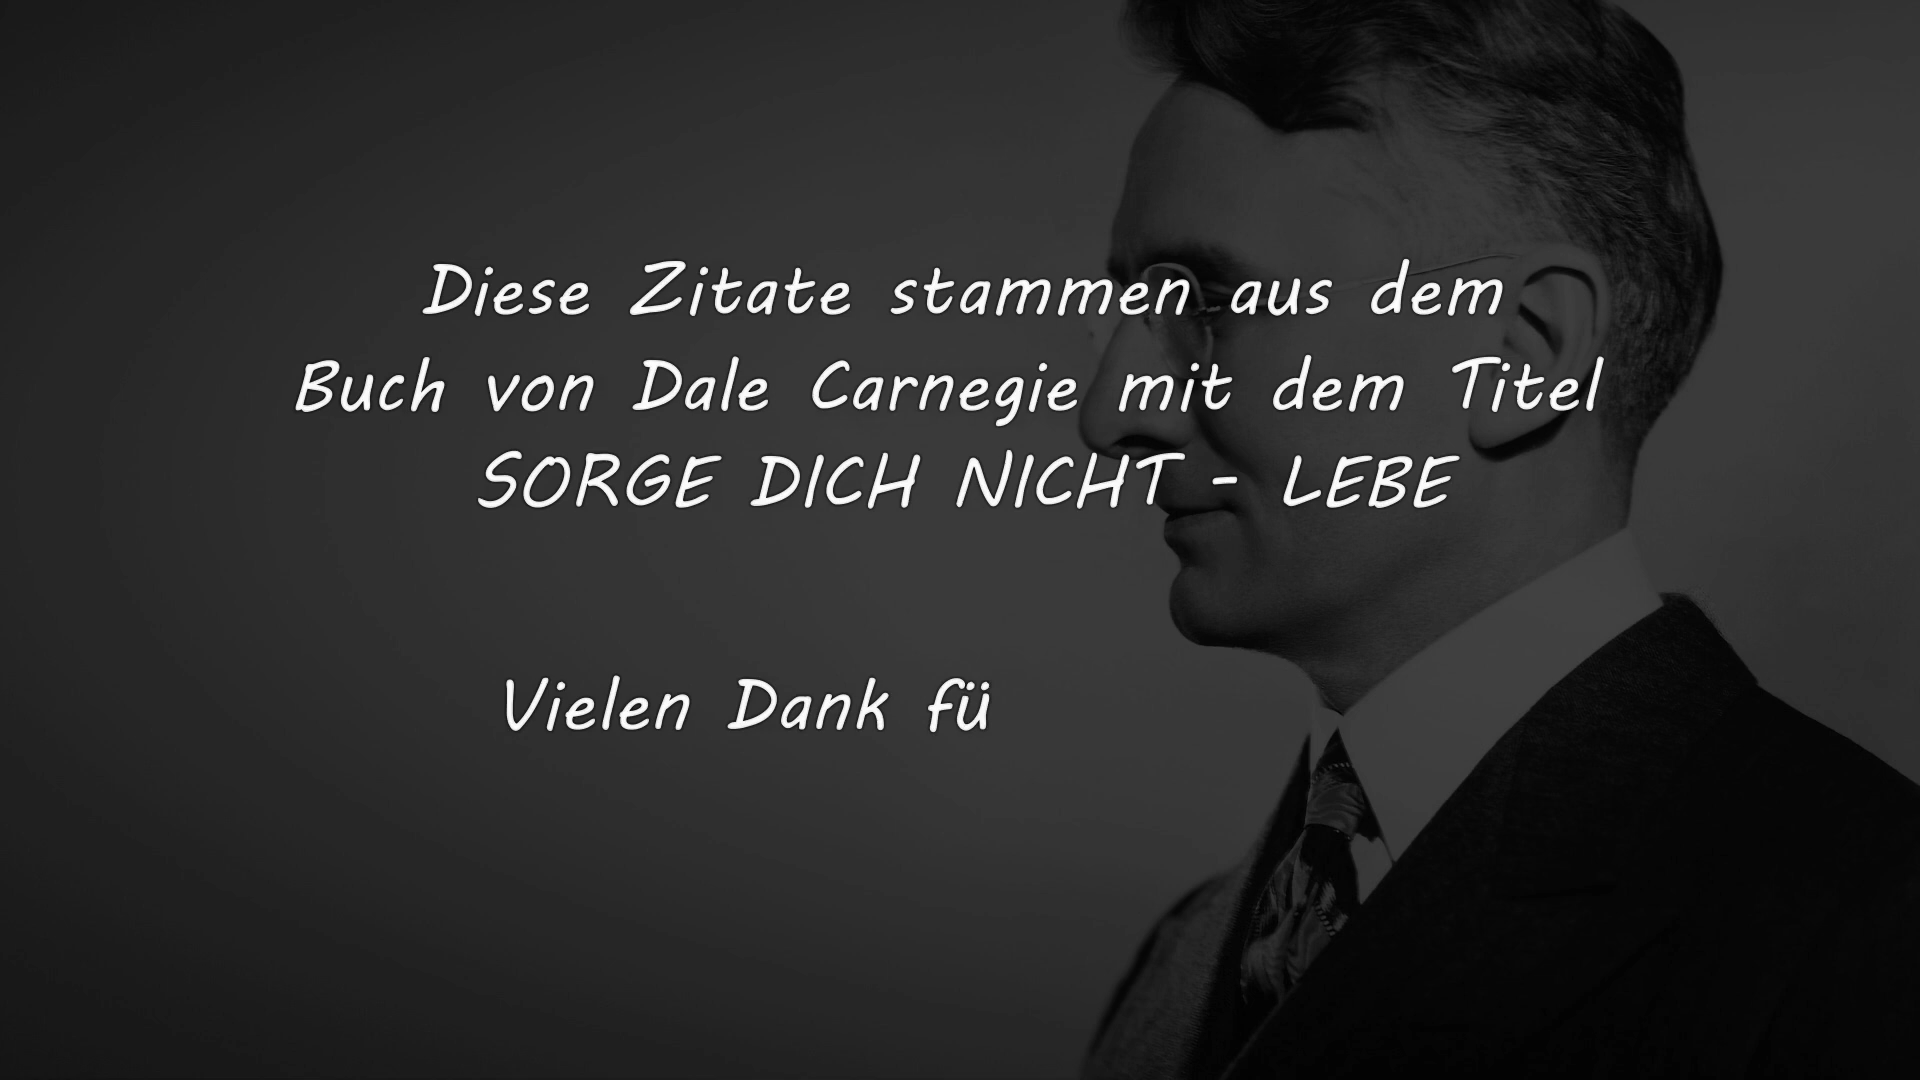 Diese Zitate stammen aus dem
Buch von Dale Carnegie mit dem Titel
SORGE DICH NICHT - LEBE
Vielen Dank fü